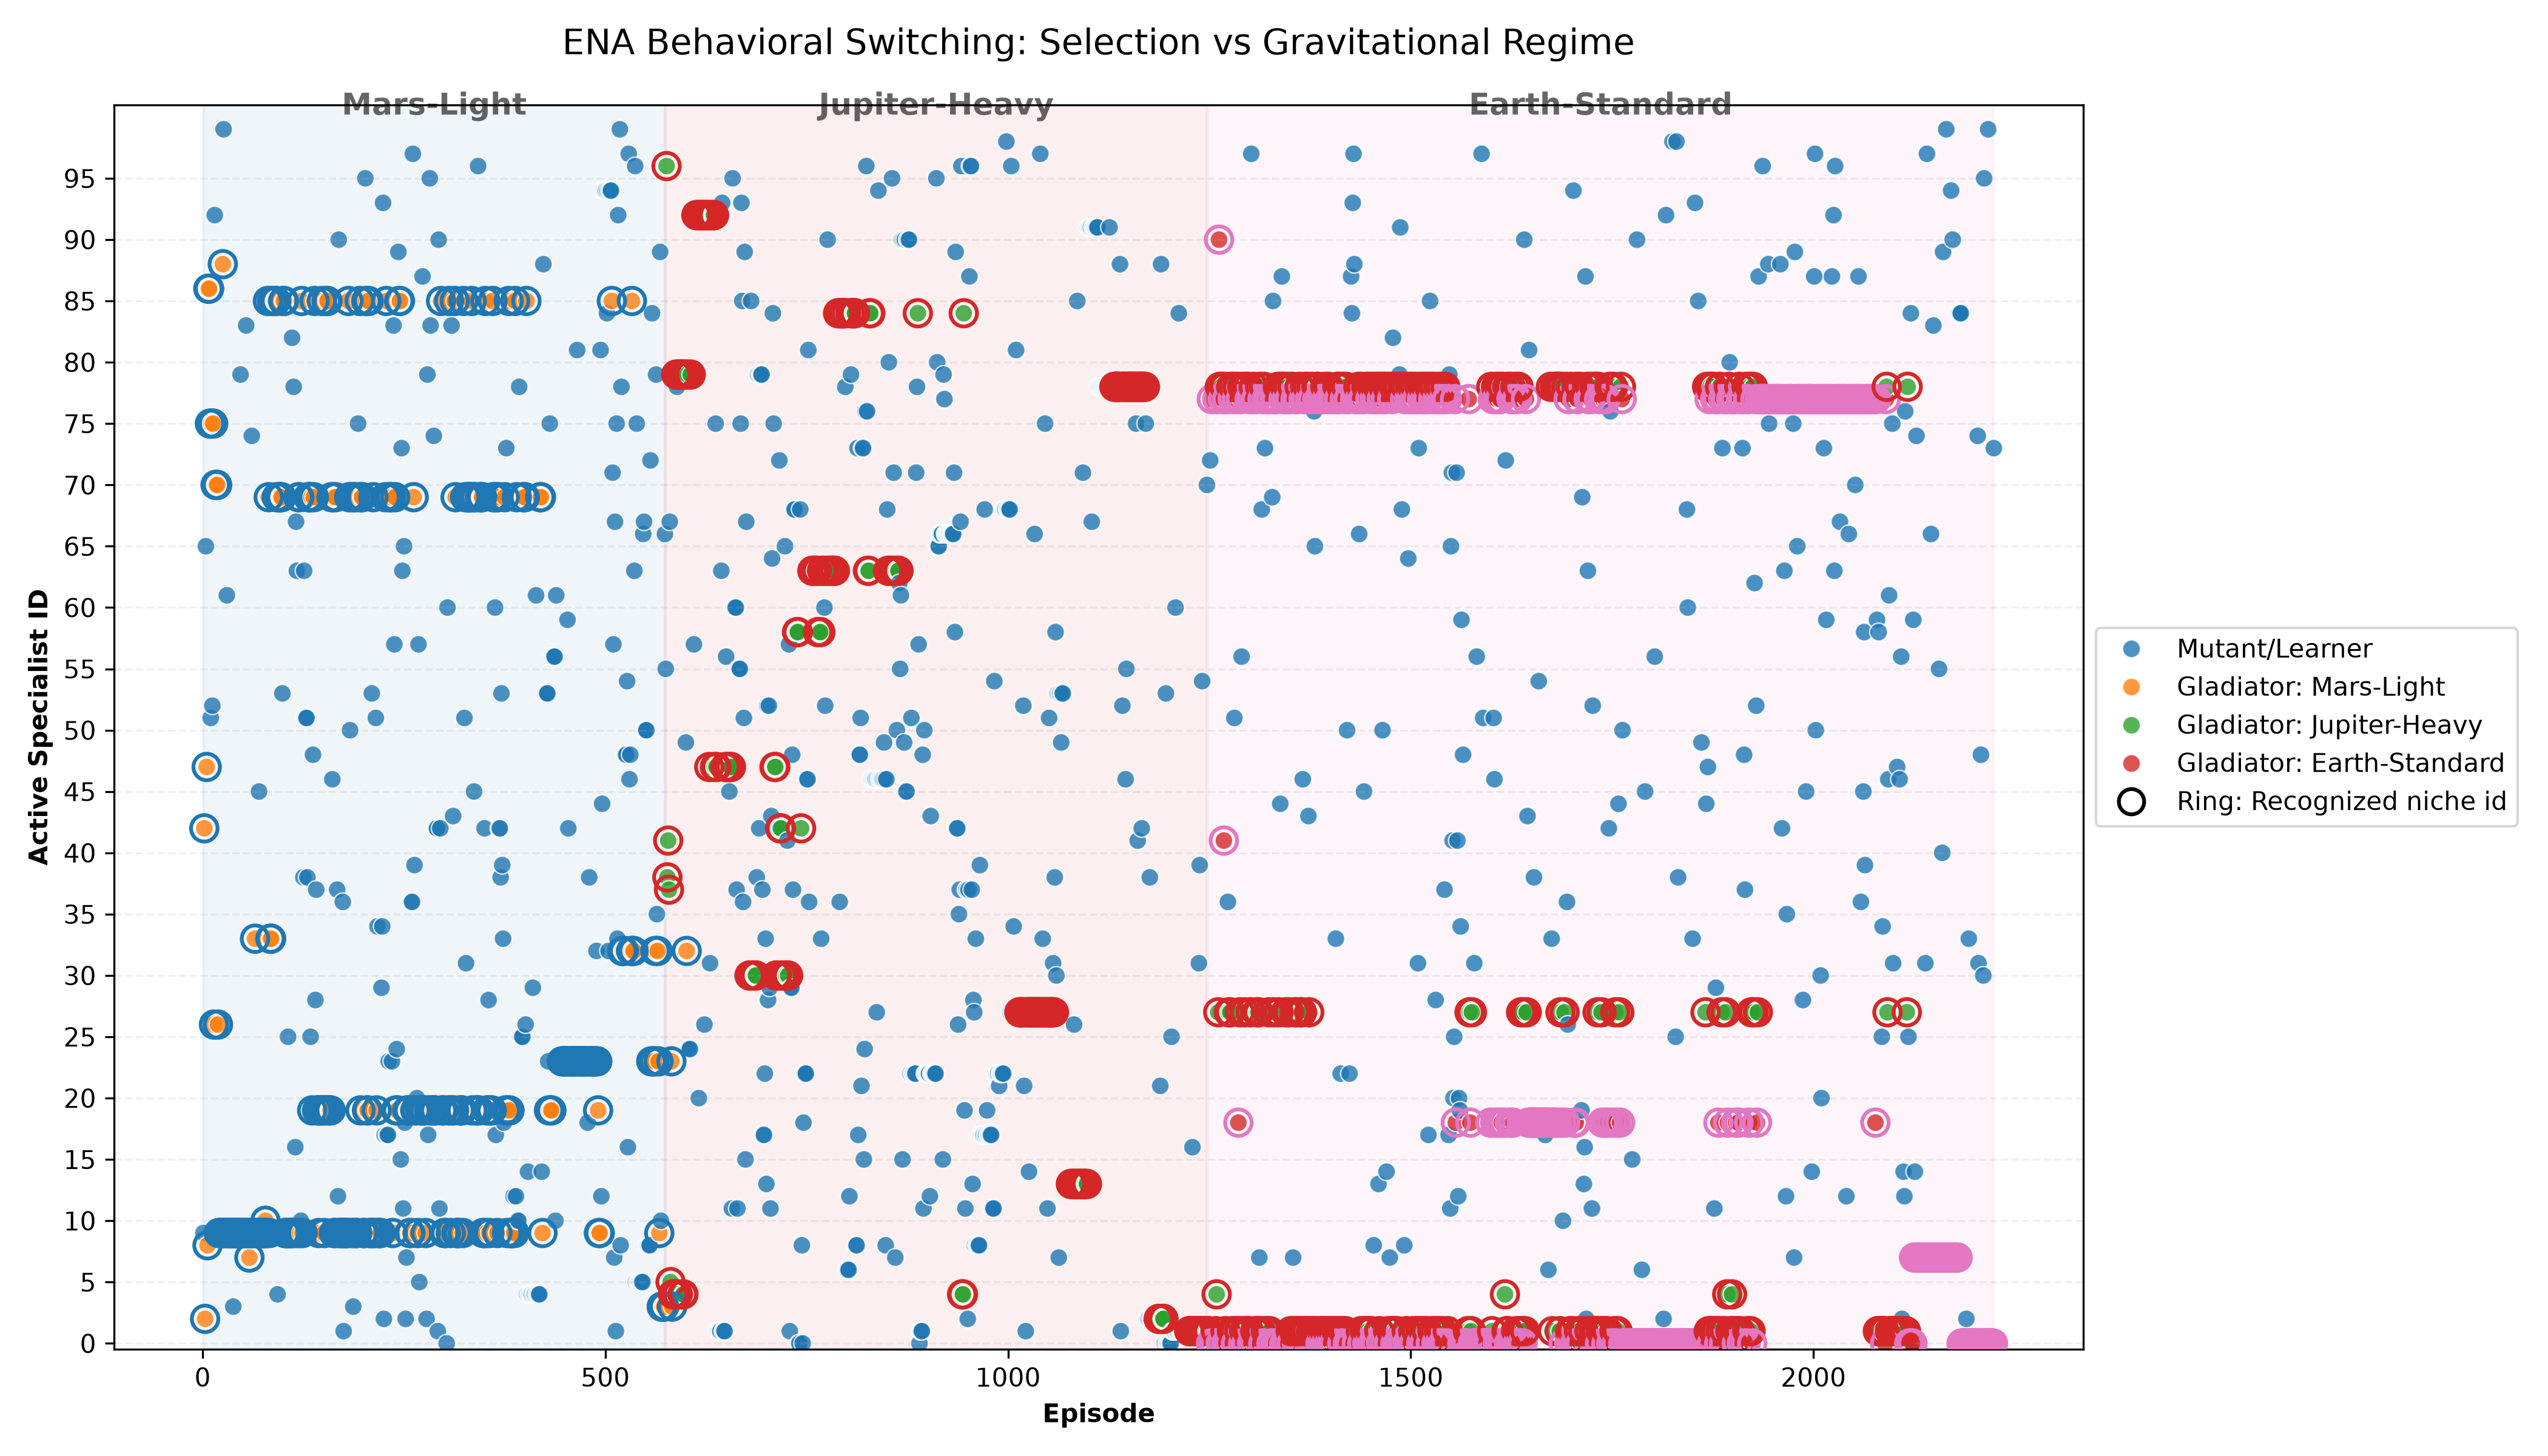 ENA Behavioral Switching: Selection vs Gravitational Regime
Mars-Light
Jupiter-Heavy
Earth-Standard
Active Specialist ID
95
90
85
80
75
70
65
60
55
50
45
40
35
30
25
20
15
10
5
0
0
500
1000
1500
2000
Episode
Mutant/Learner
Gladiator: Mars-Light
Gladiator: Jupiter-Heavy
Gladiator: Earth-Standard
Ring: Recognized niche id